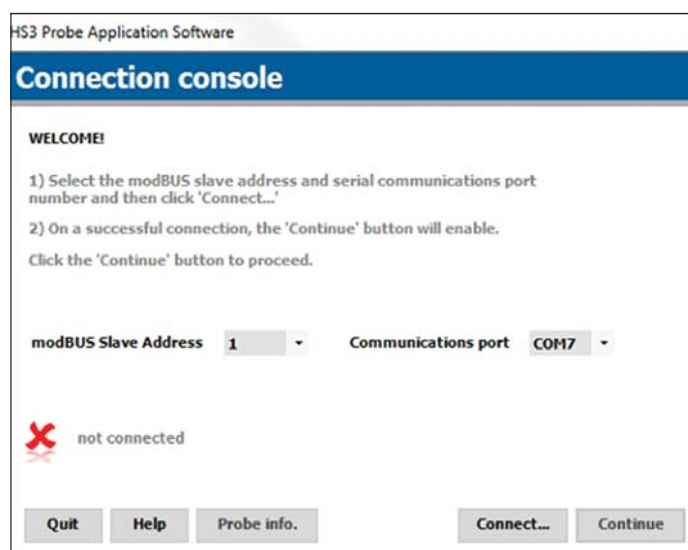 HS3 Probe Application Software
Connection console
WELCOME!
1) Select the modBUS slave address and serial communications port
number and then click 'Connect...'
2) On a successful connection, the 'Continue' button will enable.
Click the 'Continue' button to proceed.
modBUS Slave Address 1 Communications port COM7
not connected
Quit Help Probe info. Connect... Continue